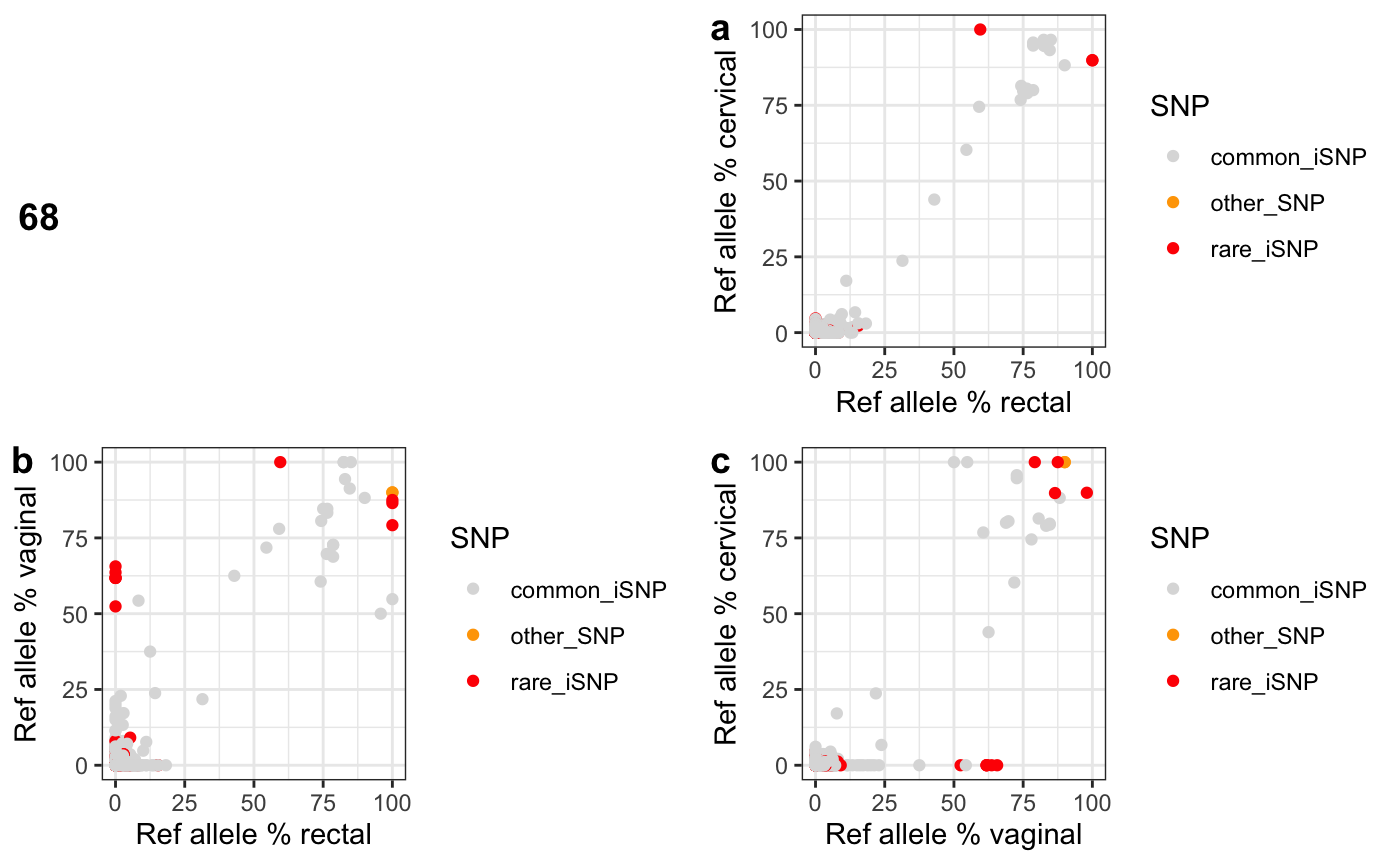 68
a
Ref allele % cervical
100
75
50
25
0
0 25 50 75 100
Ref allele % rectal
SNP
common_iSNP
other_SNP
rare_iSNP
b
Ref allele % vaginal
100
75
50
25
0
0 25 50 75 100
Ref allele % rectal
SNP
common_iSNP
other_SNP
rare_iSNP
c
Ref allele % cervical
100
75
50
25
0
0 25 50 75 100
Ref allele % vaginal
SNP
common_iSNP
other_SNP
rare_iSNP